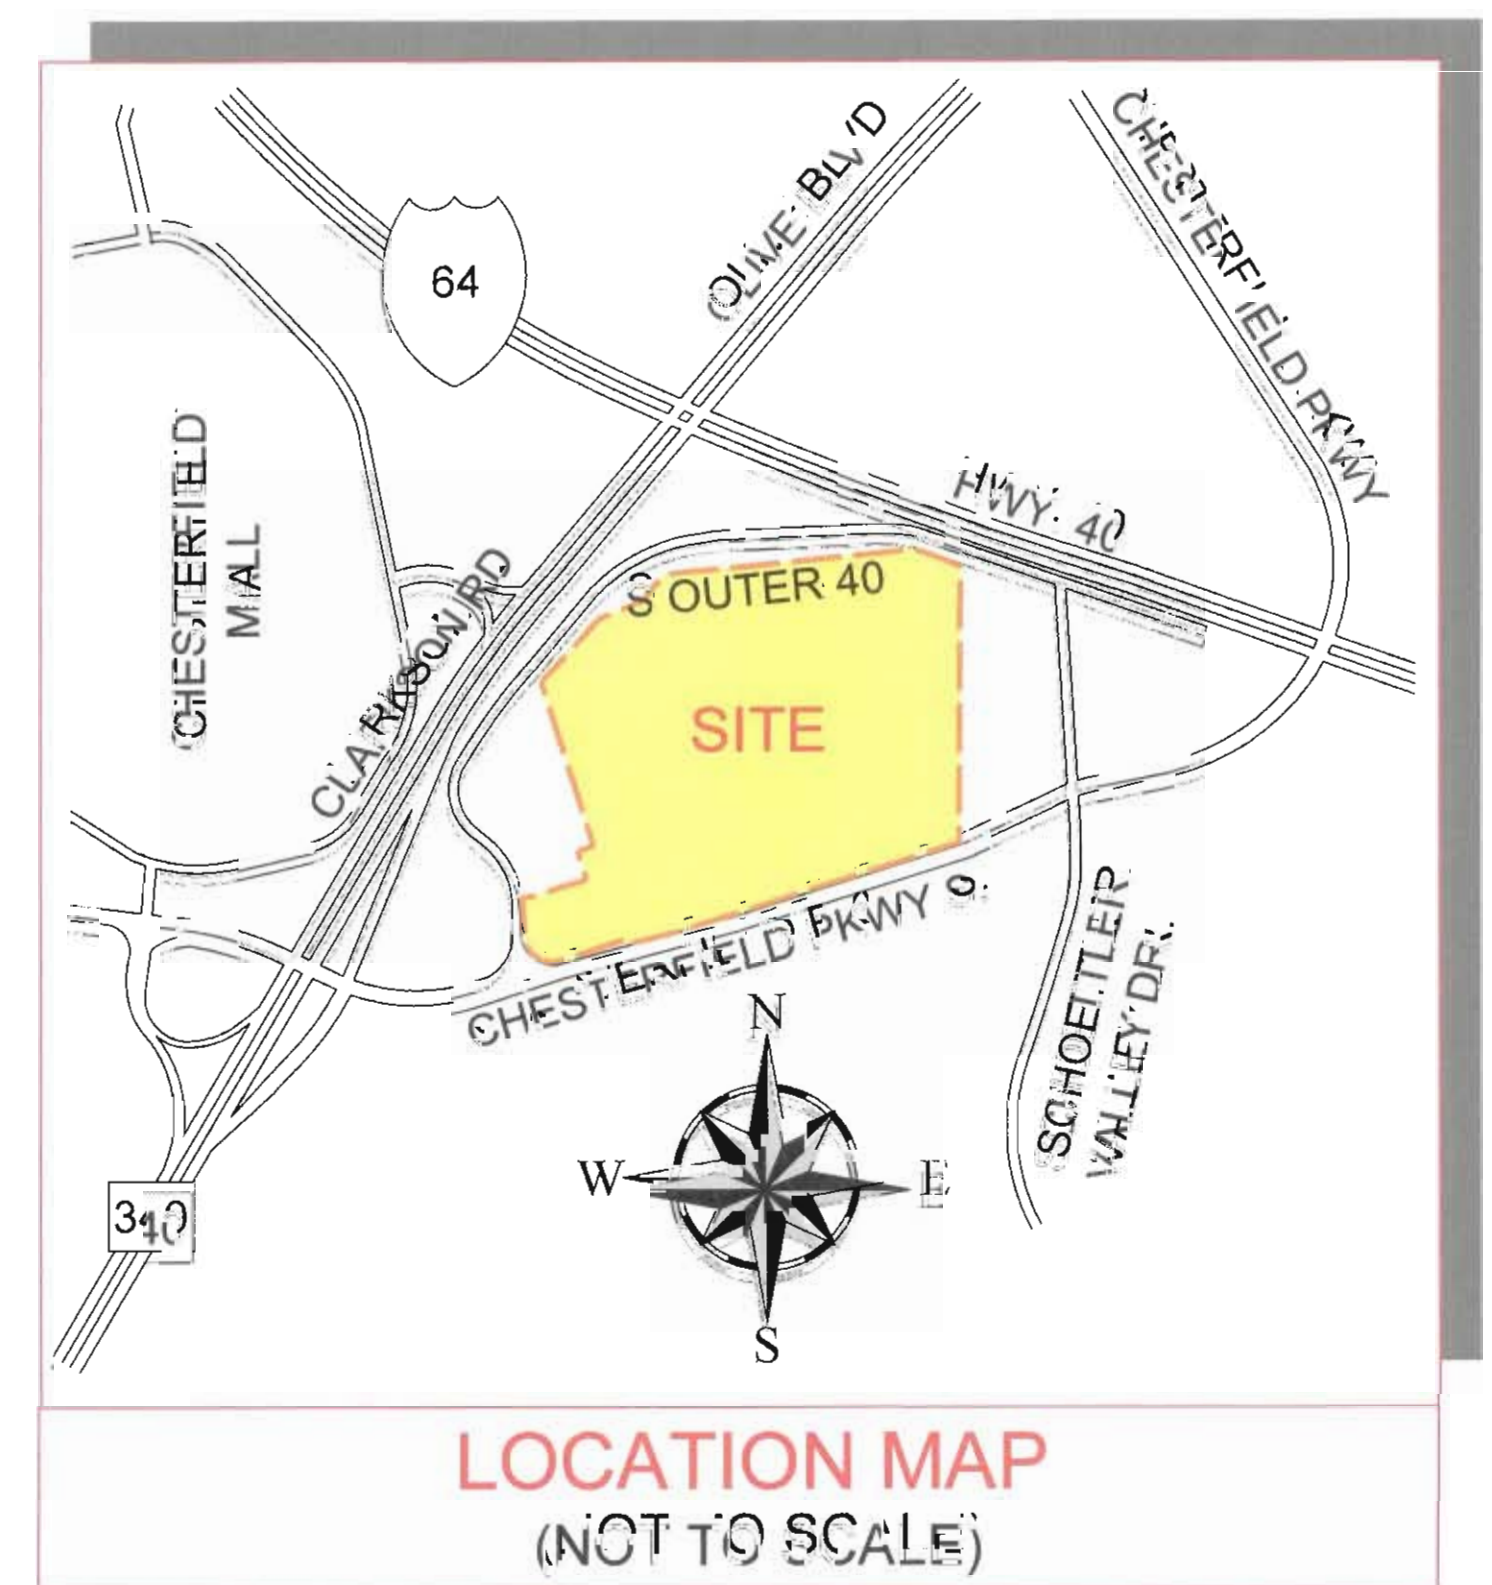 OLIVE BLVD
CHESTERFIELD PKWY
64
HWY. 40
CHESTERFIELD
MALL
CLARKSON RD
S OUTER 40
SITE
CHESTERFIELD PKWY
SCHOETTLER
VALLEY DR.
N
W
E
S
340
LOCATION MAP
(NOT TO SCALE)